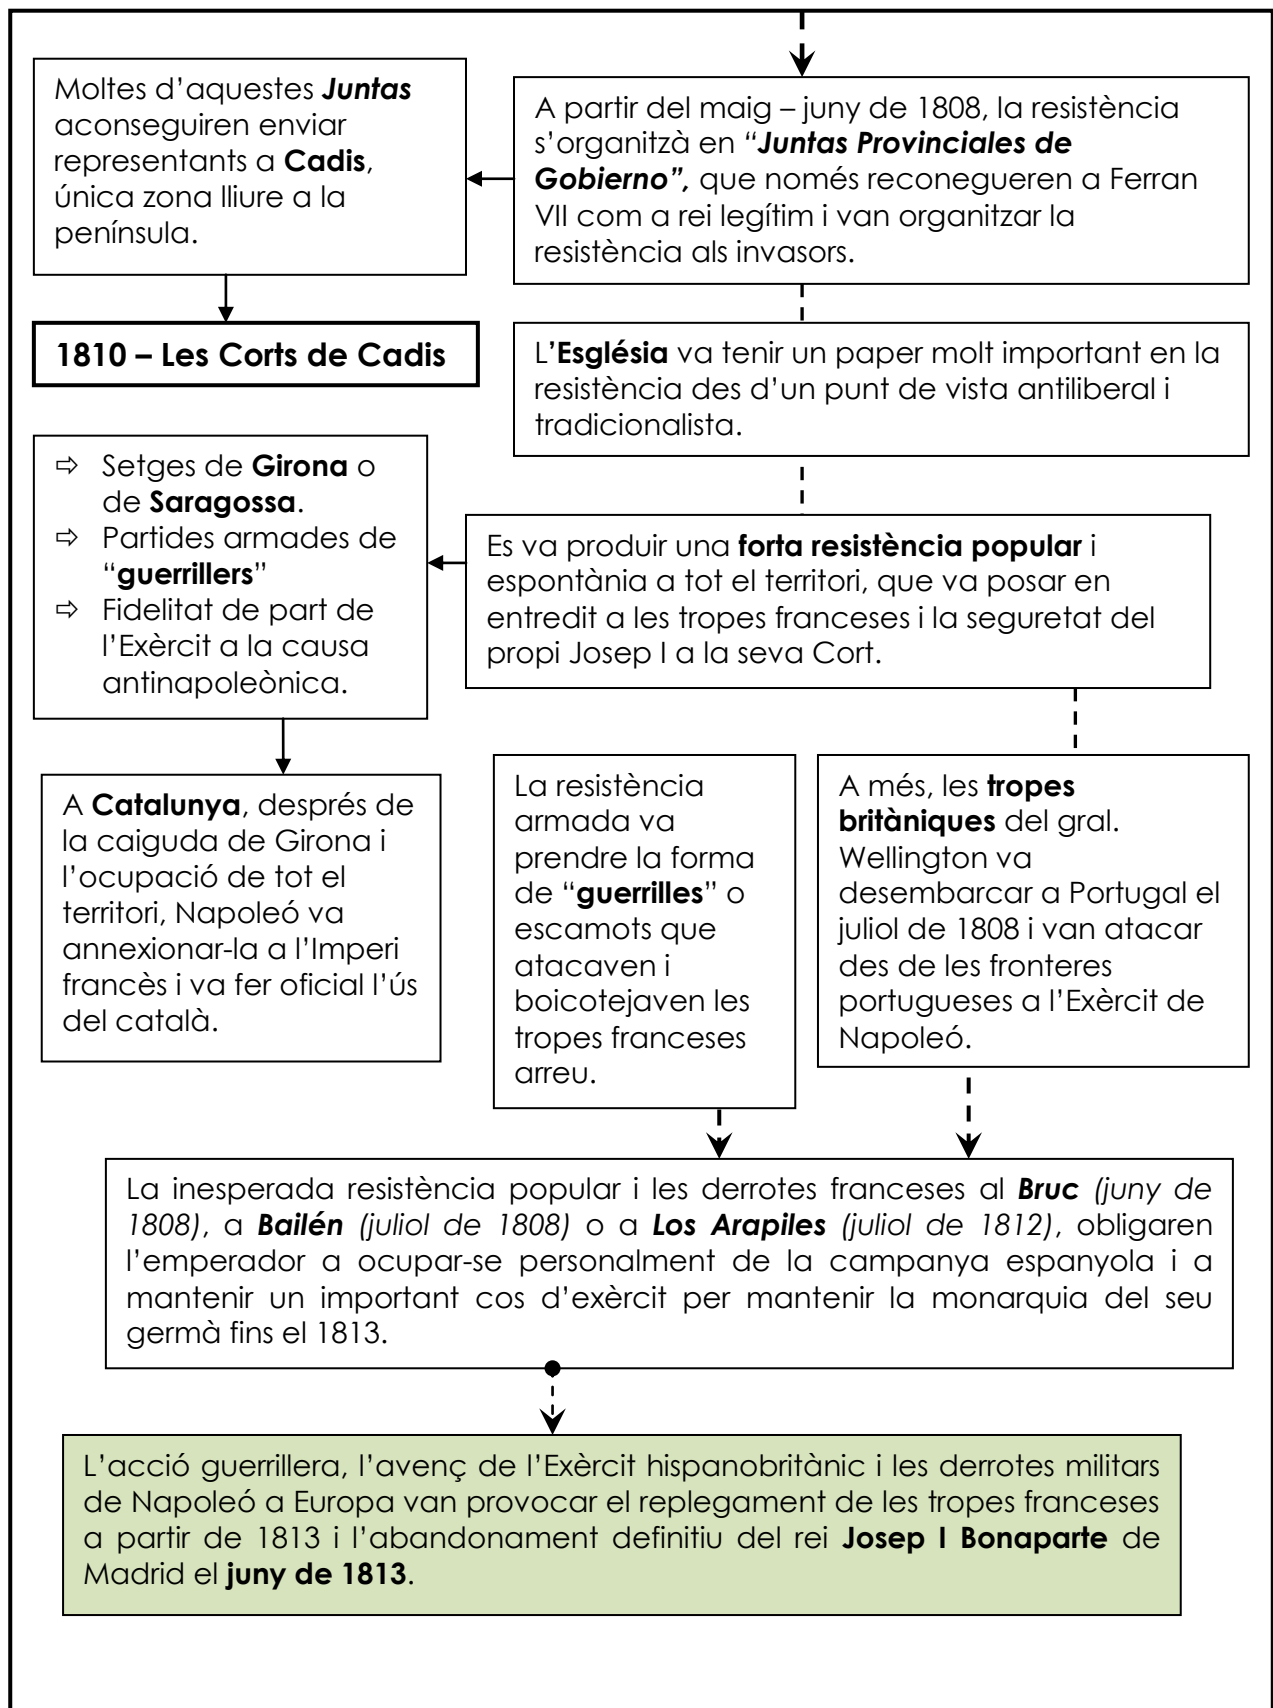 Moltes d’aquestes Juntas
aconseguiren enviar
representants a Cadis,
única zona lliure a la
península.
A partir del maig – juny de 1808, la resistència
s’organitzà en “Juntas Provinciales de
Gobierno”, que només reconegueren a Ferran
VII com a rei legítim i van organitzar la
resistència als invasors.
1810 – Les Corts de Cadis
L’Església va tenir un paper molt important en la
resistència des d’un punt de vista antiliberal i
tradicionalista.
⇨ Setges de Girona o
de Saragossa.
⇨ Partides armades de
“guerrillers”
⇨ Fidelitat de part de
l’Exèrcit a la causa
antinapoleònica.
Es va produir una forta resistència popular i
espontània a tot el territori, que va posar en
entredit a les tropes franceses i la seguretat del
propi Josep I a la seva Cort.
A Catalunya, després de
la caiguda de Girona i
l’ocupació de tot el
territori, Napoleó va
annexionar-la a l’Imperi
francès i va fer oficial l’ús
del català.
La resistència
armada va
prendre la forma
de “guerrilles” o
escamots que
atacaven i
boicotejaven les
tropes franceses
arreu.
A més, les tropes
britàniques del gral.
Wellington va
desembarcar a Portugal el
juliol de 1808 i van atacar
des de les fronteres
portugueses a l’Exèrcit de
Napoleó.
La inesperada resistència popular i les derrotes franceses al Bruc (juny de
1808), a Bailén (juliol de 1808) o a Los Arapiles (juliol de 1812), obligaren
l’emperador a ocupar-se personalment de la campanya espanyola i a
mantenir un important cos d’exèrcit per mantenir la monarquia del seu
germà fins el 1813.
L’acció guerrillera, l’avenç de l’Exèrcit hispanobritànic i les derrotes militars
de Napoleó a Europa van provocar el replegament de les tropes franceses
a partir de 1813 i l’abandonament definitiu del rei Josep I Bonaparte de
Madrid el juny de 1813.